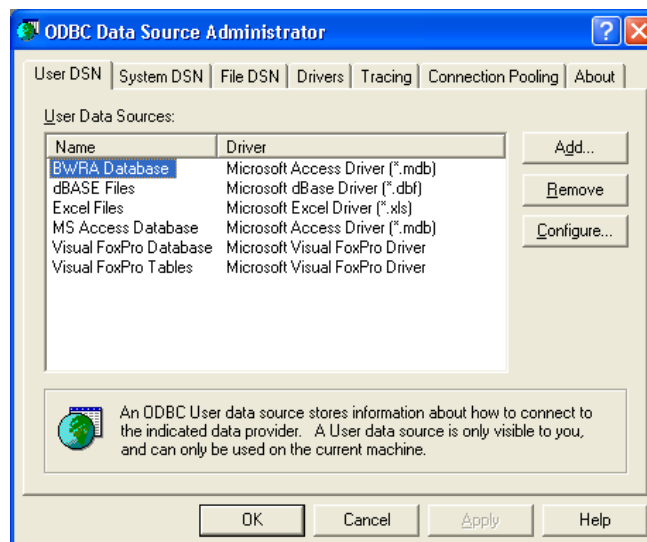 ODBC Data Source Administrator
User DSN System DSN File DSN Drivers Tracing Connection Pooling About
User Data Sources:
Name Driver
BWRA Database Microsoft Access Driver (*.mdb)
dBASE Files Microsoft dBase Driver (*.dbf)
Excel Files Microsoft Excel Driver (*.xls)
MS Access Database Microsoft Access Driver (*.mdb)
Visual FoxPro Database Microsoft Visual FoxPro Driver
Visual FoxPro Tables Microsoft Visual FoxPro Driver
Add...
Remove
Configure...
An ODBC User data source stores information about how to connect to
the indicated data provider. A User data source is only visible to you,
and can only be used on the current machine.
OK Cancel Apply Help